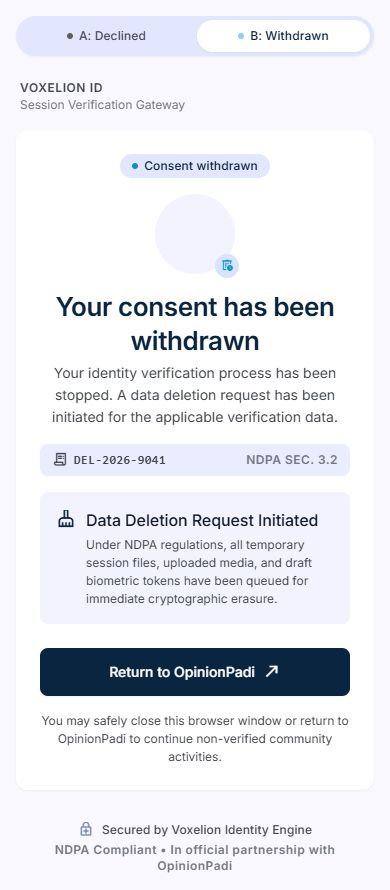 A: Declined
B: Withdrawn
VOXELION ID
Session Verification Gateway
Consent withdrawn
Your consent has been
withdrawn
Your identity verification process has been
stopped. A data deletion request has been
initiated for the applicable verification data.
DEL-2026-9041
NDPA SEC. 3.2
Data Deletion Request Initiated
Under NDPA regulations, all temporary
session files, uploaded media, and draft
biometric tokens have been queued for
immediate cryptographic erasure.
Return to OpinionPadi
You may safely close this browser window or return to
OpinionPadi to continue non-verified community
activities.
Secured by Voxelion Identity Engine
NDPA Compliant • In official partnership with
OpinionPadi